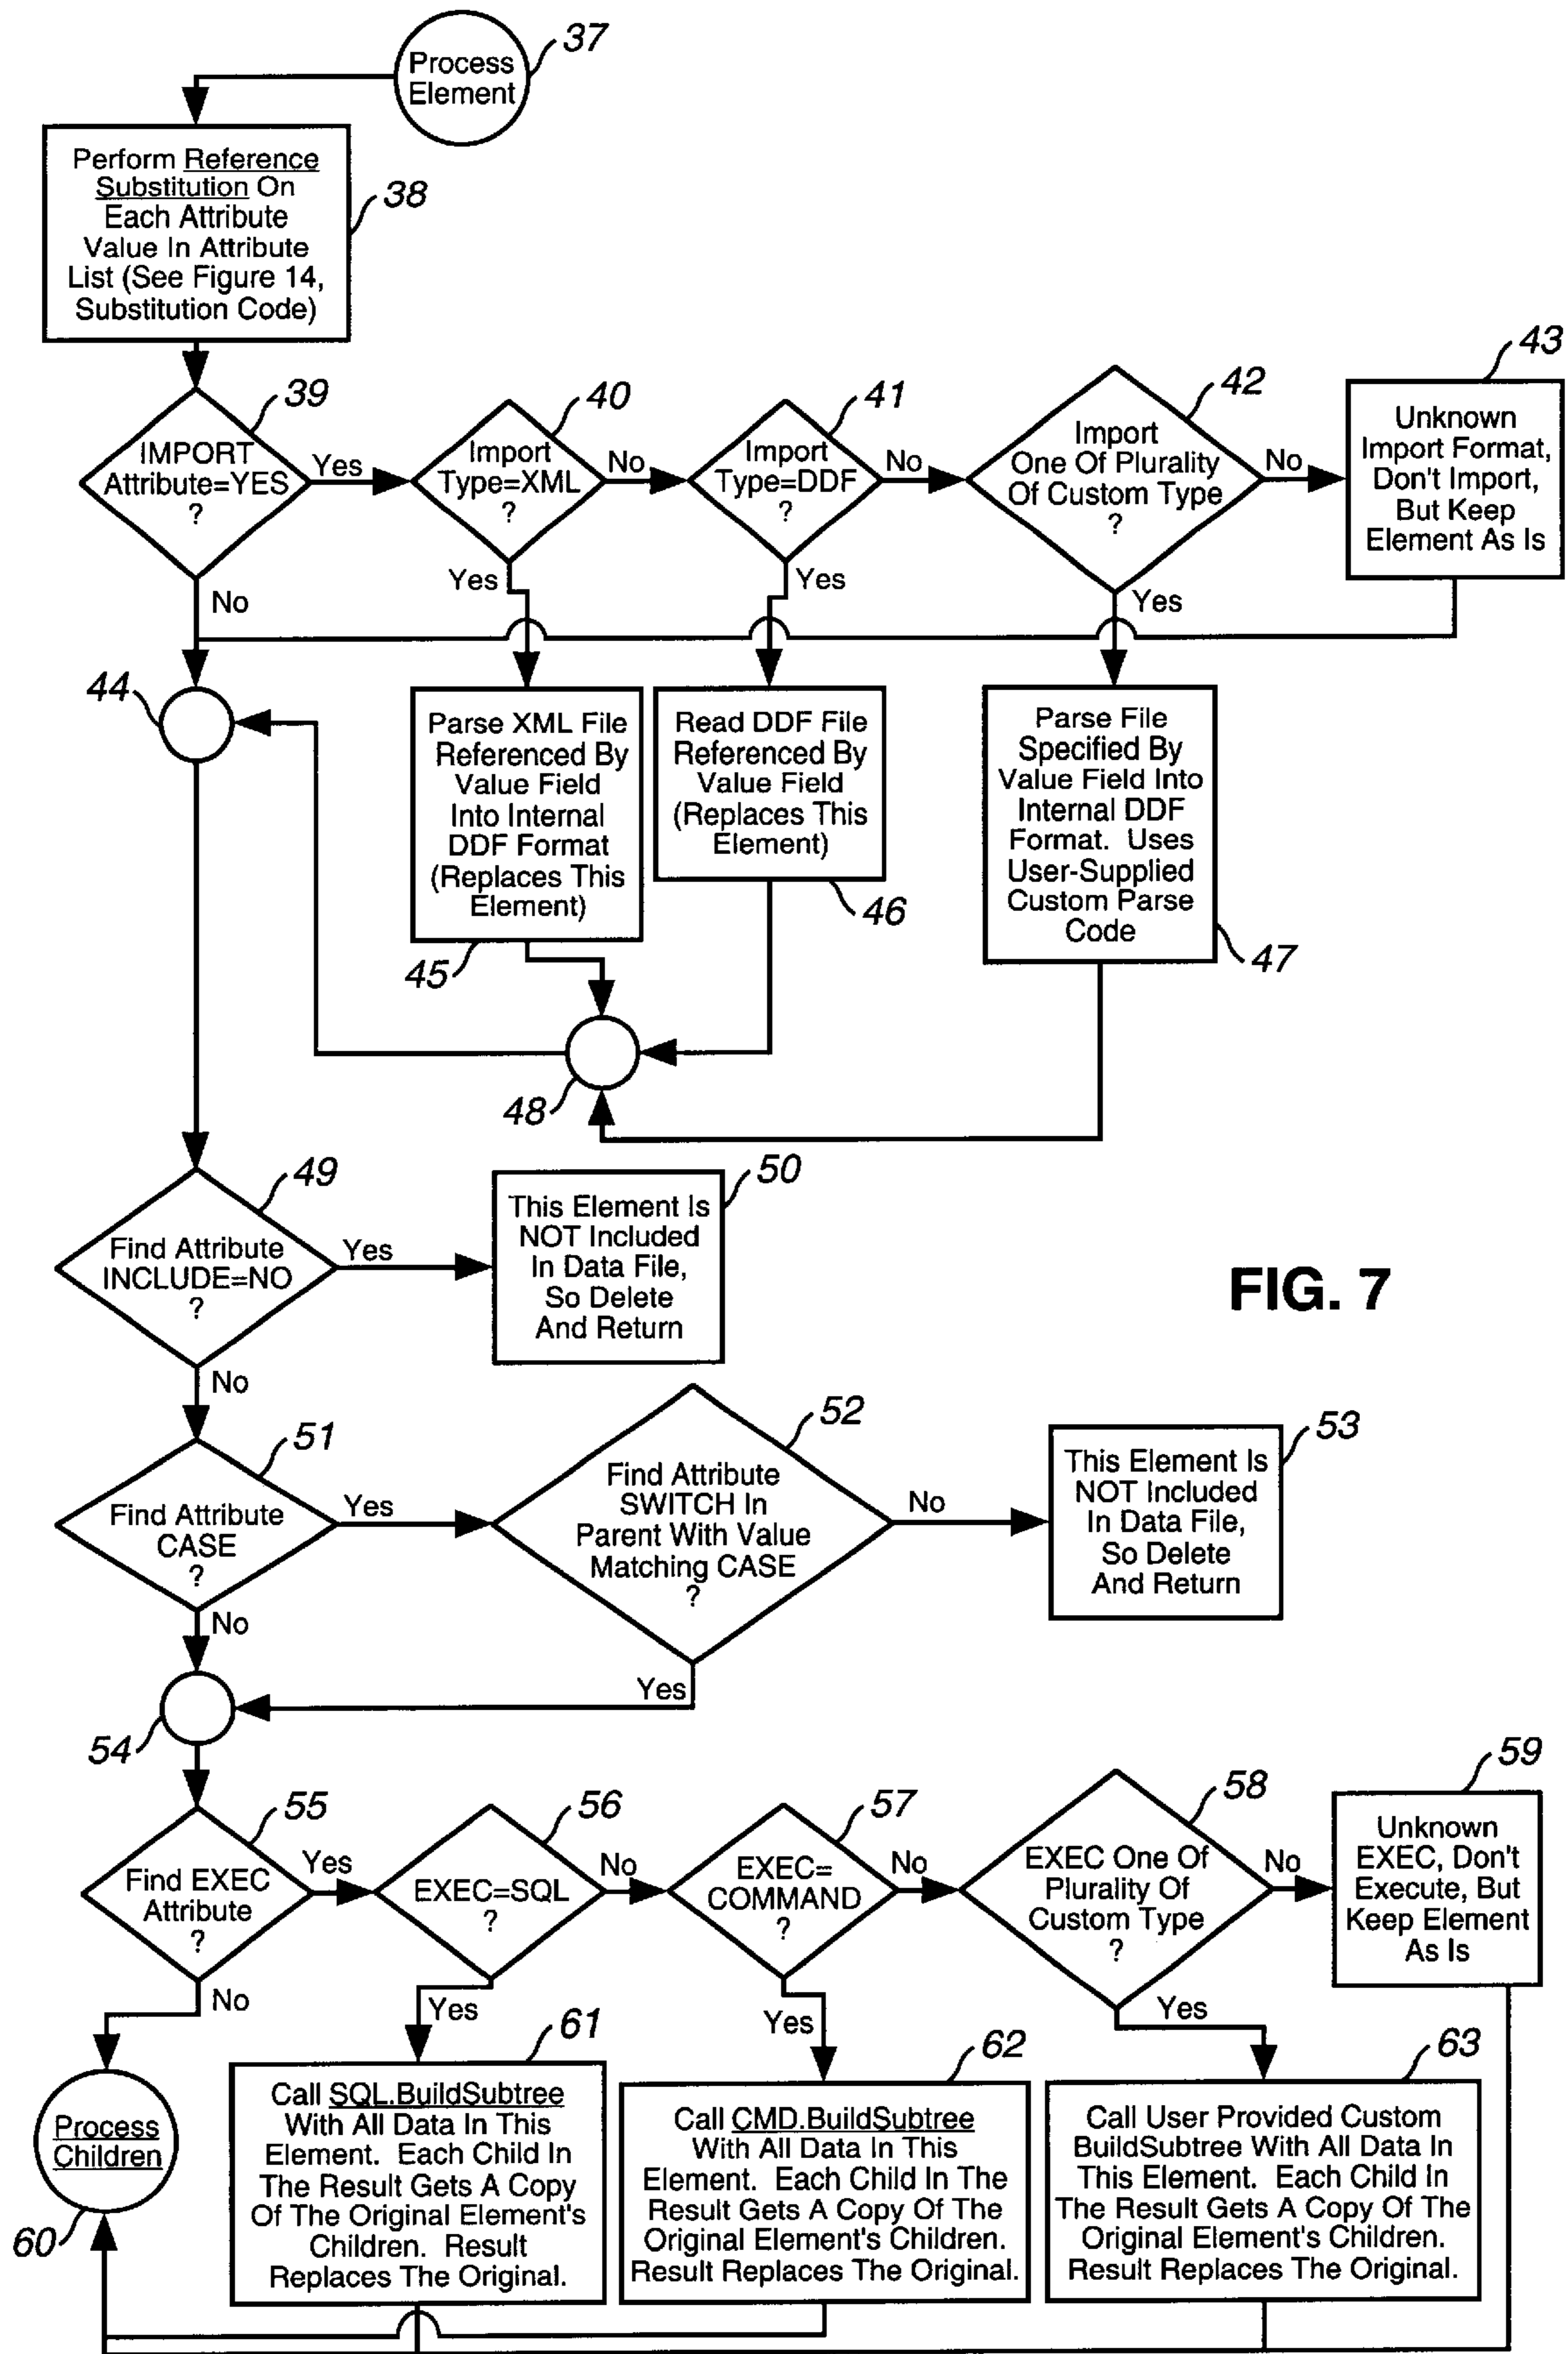 Process
Element
37
Perform Reference
Substitution On
Each Attribute
Value In Attribute
List (See Figure 14,
Substitution Code)
38
IMPORT
Attribute=YES
?
39
Yes
No
Import
Type=XML
?
40
No
Yes
Import
Type=DDF
?
41
No
Yes
Import
One Of Plurality
Of Custom Type
?
42
No
Yes
Unknown
Import Format,
Don't Import,
But Keep
Element As Is
43
44
Parse XML File
Referenced By
Value Field
Into Internal
DDF Format
(Replaces This
Element)
45
Read DDF File
Referenced By
Value Field
(Replaces This
Element)
46
Parse File
Specified By
Value Field Into
Internal DDF
Format. Uses
User-Supplied
Custom Parse
Code
47
48
Find Attribute
INCLUDE=NO
?
49
Yes
No
This Element Is
NOT Included
In Data File,
So Delete
And Return
50
FIG. 7
Find Attribute
CASE
?
51
Yes
No
Find Attribute
SWITCH In
Parent With Value
Matching CASE
?
52
No
Yes
This Element Is
NOT Included
In Data File,
So Delete
And Return
53
54
Find EXEC
Attribute
?
55
Yes
No
EXEC=SQL
?
56
No
Yes
EXEC=
COMMAND
?
57
No
Yes
EXEC One Of
Plurality Of
Custom Type
?
58
No
Yes
Unknown
EXEC, Don't
Execute, But
Keep Element
As Is
59
Process
Children
60
Call SQL.BuildSubtree
With All Data In This
Element. Each Child In
The Result Gets A Copy
Of The Original Element's
Children. Result
Replaces The Original.
61
Call CMD.BuildSubtree
With All Data In This
Element. Each Child In The
Result Gets A Copy Of The
Original Element's Children.
Result Replaces The Original.
62
Call User Provided Custom
BuildSubtree With All Data In
This Element. Each Child In
The Result Gets A Copy Of The
Original Element's Children.
Result Replaces The Original.
63